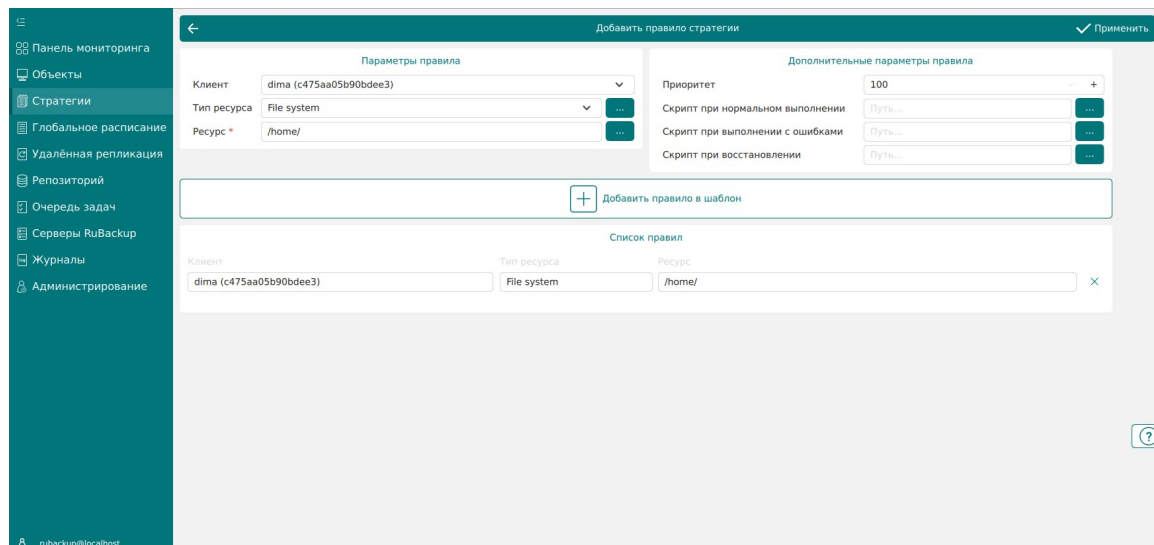 Панель мониторинга
Объекты
Стратегии
Глобальное расписание
Удалённая репликация
Репозиторий
Очередь задач
Серверы RuBackup
Журналы
Администрирование
rubackup@localhost
Добавить правило стратегии
Применить
Параметры правила
Клиент dima (c475aa05b90bdee3)
Тип ресурса File system ...
Ресурс * /home/ ...
Дополнительные параметры правила
Приоритет 100 - +
Скрипт при нормальном выполнении Путь... ...
Скрипт при выполнении с ошибками Путь... ...
Скрипт при восстановлении Путь... ...
Добавить правило в шаблон
Список правил
Клиент Тип ресурса Ресурс
dima (c475aa05b90bdee3) File system /home/
?